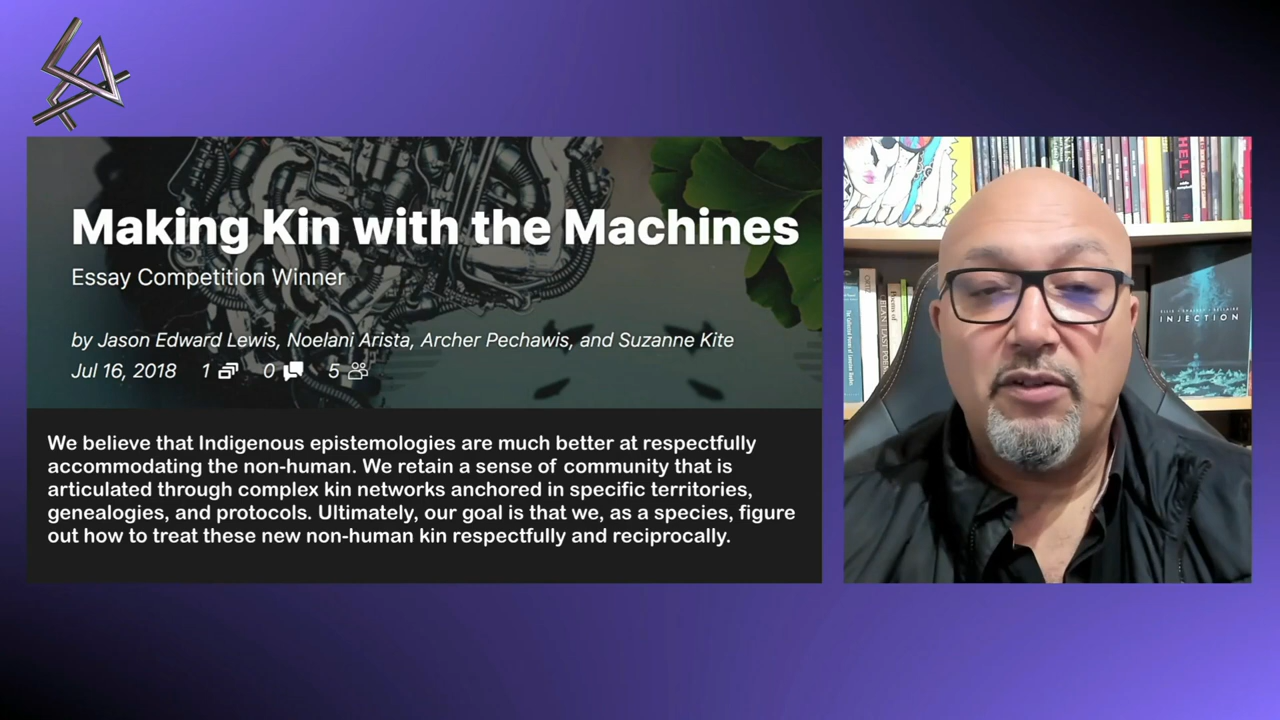 Making Kin with the Machines
Essay Competition Winner
by Jason Edward Lewis, Noelani Arista, Archer Pechawis, and Suzanne Kite
Jul 16, 2018 1 0 5
We believe that Indigenous epistemologies are much better at respectfully
accommodating the non-human. We retain a sense of community that is
articulated through complex kin networks anchored in specific territories,
genealogies, and protocols. Ultimately, our goal is that we, as a species, figure
out how to treat these new non-human kin respectfully and reciprocally.
HELL
INJECTION